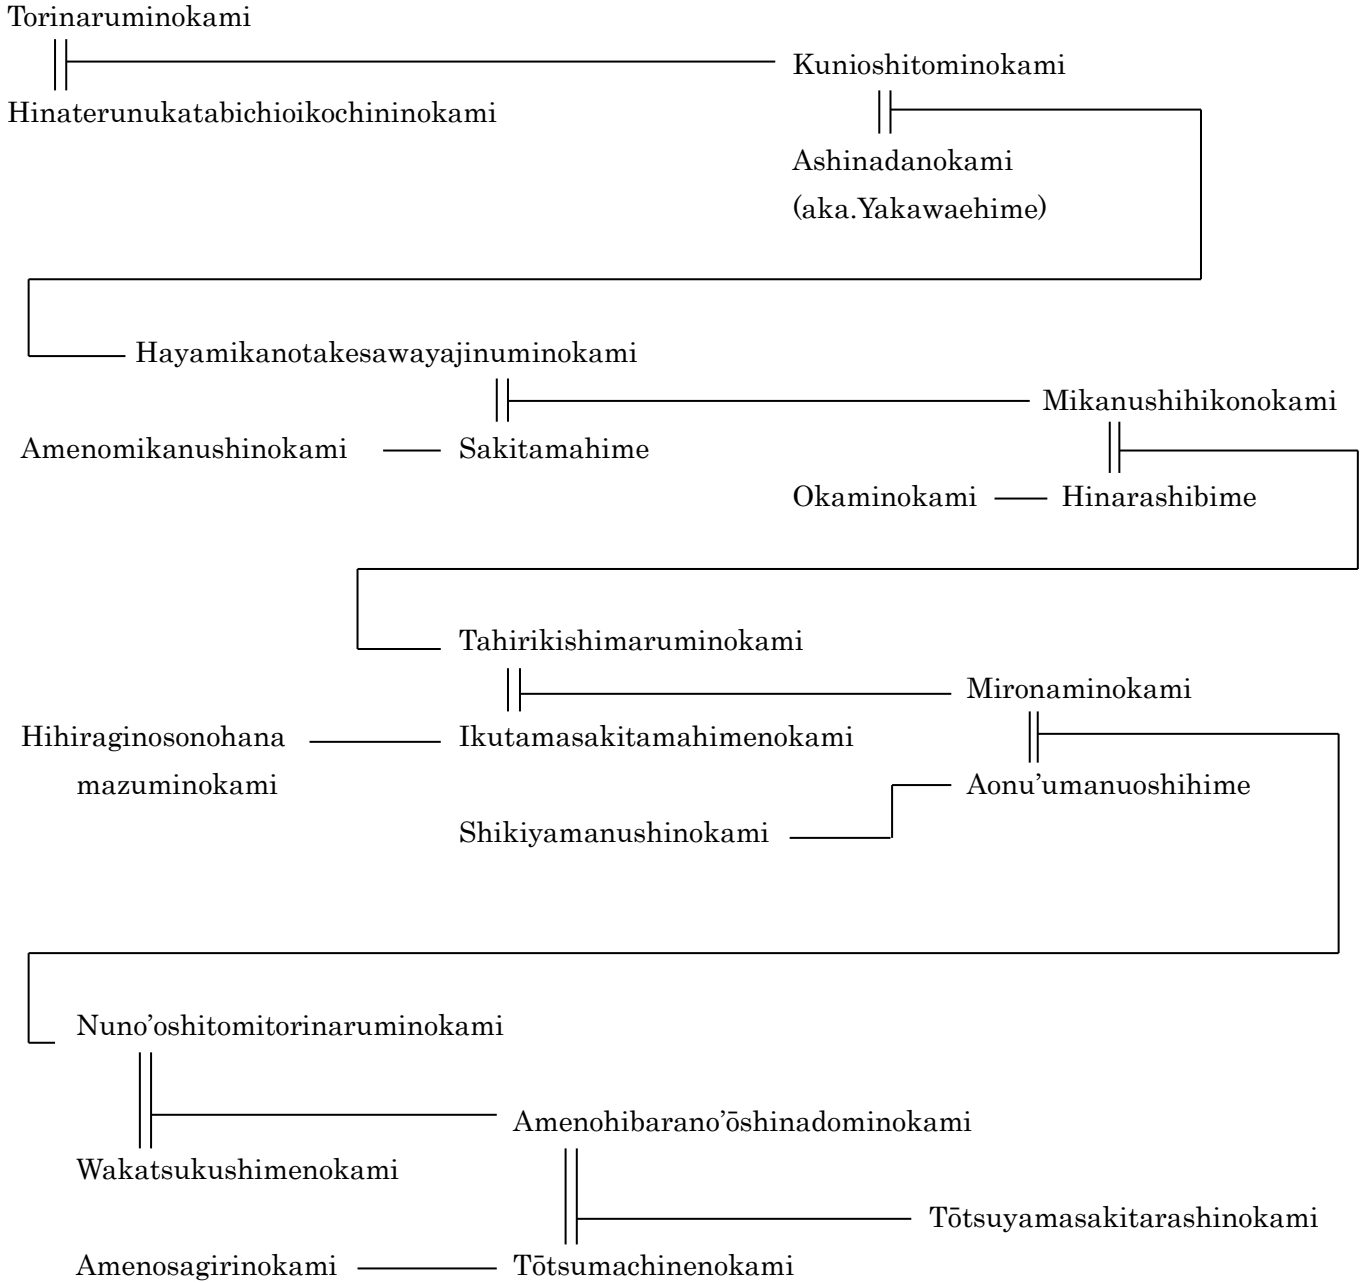 Torinaruminokami
Kunioshitominokami
Hinaterunukatabichioikochininokami
Ashinadanokami
(aka.Yakawaehime)
Hayamikanotakesawayajinuminokami
Mikanushihikonokami
Amenomikanushinokami
Sakitamahime
Okaminokami
Hinarashibime
Tahirikishimaruminokami
Mironaminokami
Hihiraginosonohana
mazuminokami
Ikutamasakitamahimenokami
Aonu’umanuoshihime
Shikiyamanushinokami
Nuno’oshitomitorinaruminokami
Amenohibarano’ōshinadominokami
Wakatsukushimenokami
Tōtsuyamasakitarashinokami
Amenosagirinokami
Tōtsumachinenokami